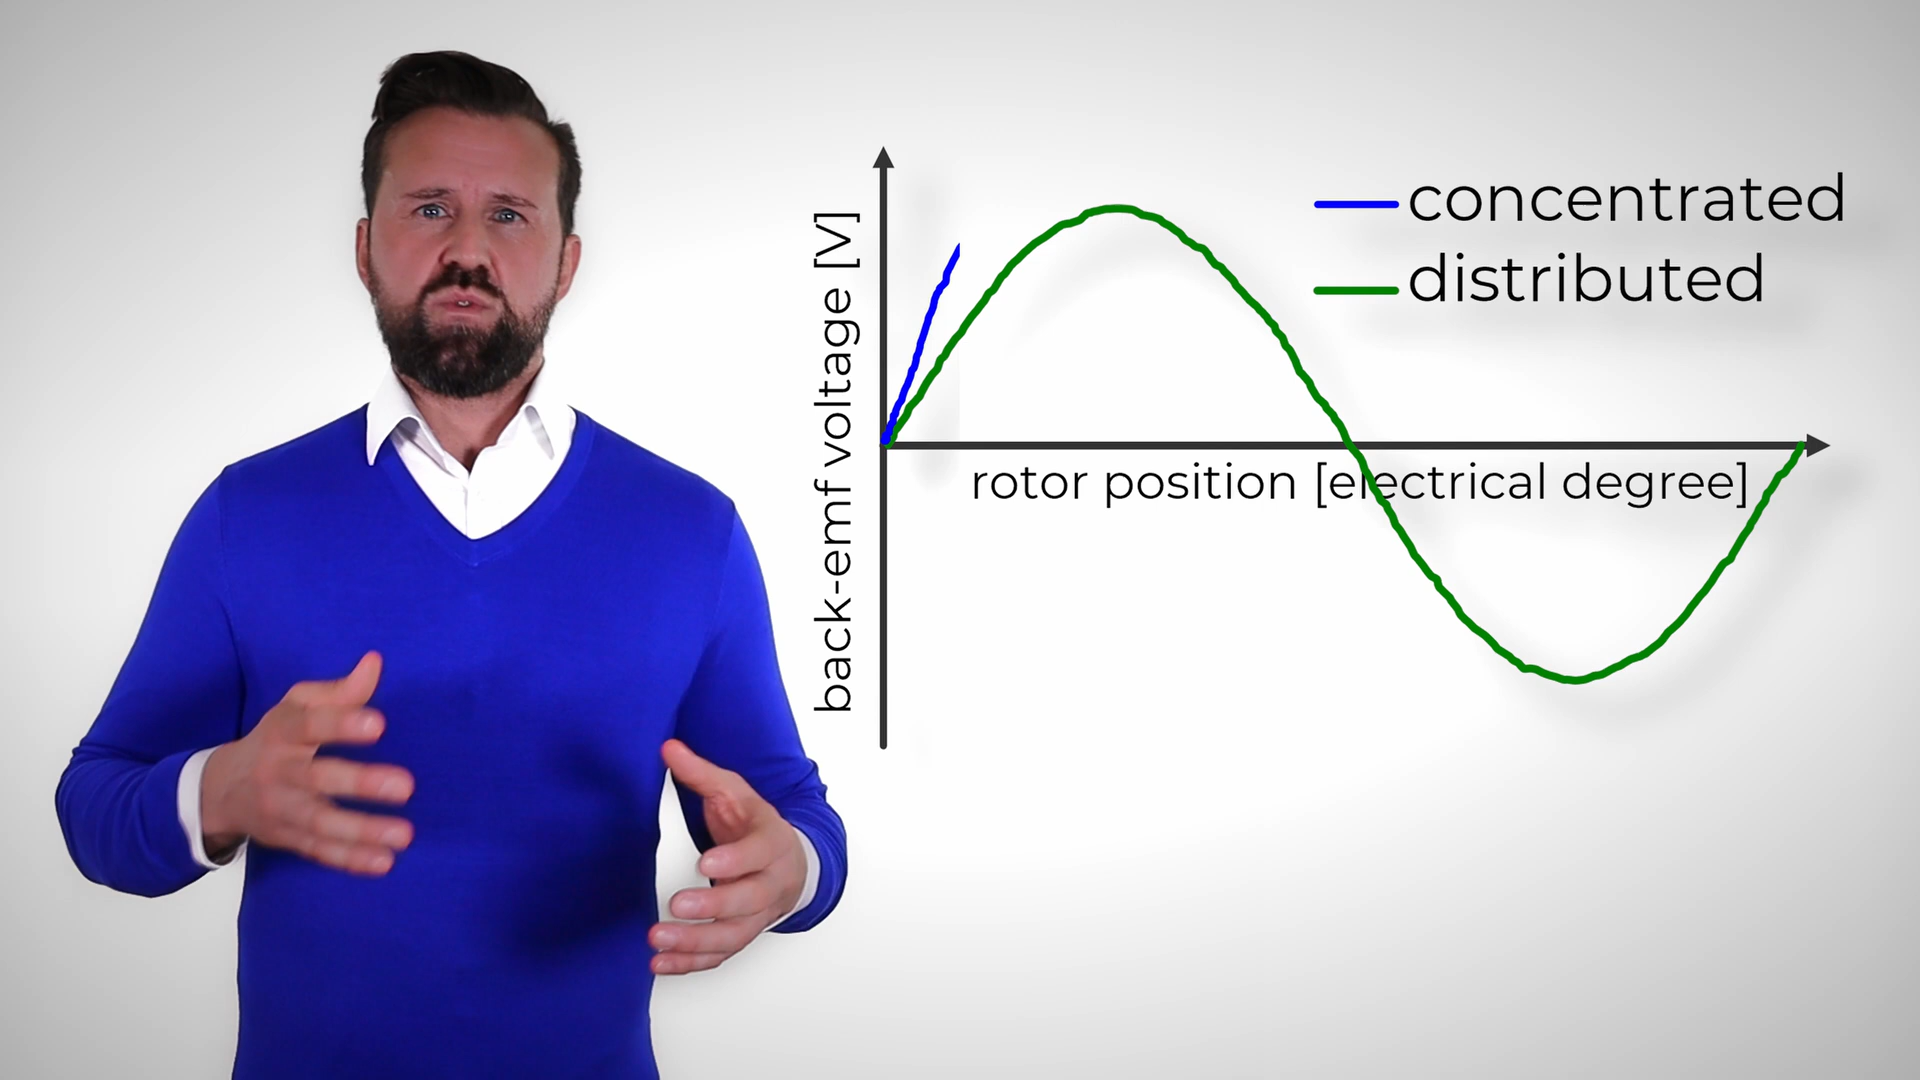 concentrated
distributed
back-emf voltage [V]
rotor position [electrical degree]